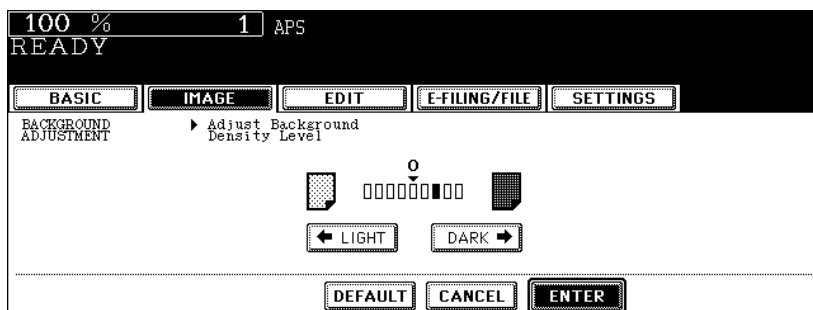 100 % 1 APS
READY
BASIC IMAGE EDIT E-FILING/FILE SETTINGS
BACKGROUND ADJUSTMENT
▶ Adjust Background
Density Level
0
← LIGHT DARK →
DEFAULT CANCEL ENTER